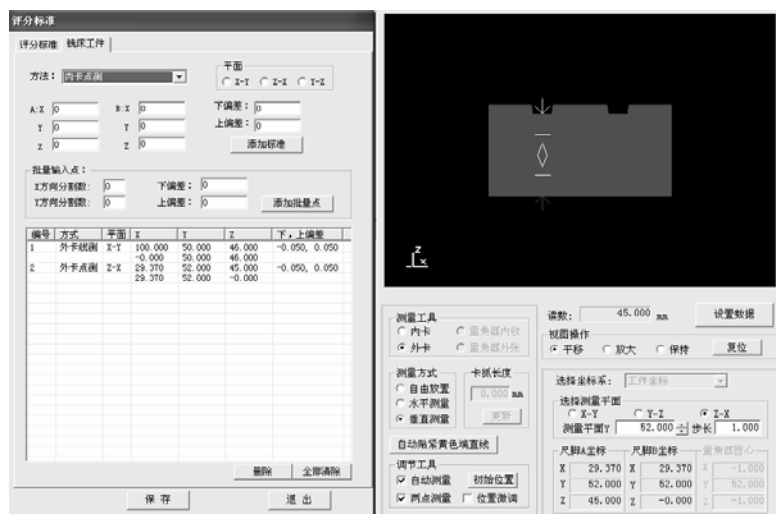 评分标准
评分标准 铣床工件
方法： 内卡点测
平面
X-Y Z-X Y-Z
A:X 0 B:X 0 下偏差： 0
Y 0 Y 0 上偏差： 0
Z 0 Z 0 添加标准
批量输入点：
X方向分割数： 0 下偏差： 0
Y方向分割数： 0 上偏差： 0 添加批量点
编号 方式 平面 X Y Z 下，上偏差
1 外卡线测 X-Y 100.000 50.000 46.000 -0.050, 0.050
-0.000 50.000 46.000
2 外卡点测 Z-X 29.370 52.000 45.000 -0.050, 0.050
29.370 52.000 -0.000
删除 全部清除
保存 退出
Z
X
测量工具
内卡 量角器内收
外卡 量角器外张
测量方式
自由放置
水平测量
垂直测量
卡抓长度
0.000 mm
更新
自动贴紧黄色端直线
调节工具
自动测量 初始位置
两点测量 位置微调
读数： 45.000 mm 设置数据
视图操作
平移 放大 保持 复位
选择坐标系： 工件坐标
选择测量平面
X-Y Y-Z Z-X
测量平面Y 52.000 步长 1.000
尺脚A坐标 尺脚B坐标 量角器圆心
X 29.370 X 29.370 X -1.000
Y 52.000 Y 52.000 Y 52.000
Z 45.000 Z -0.000 Z -1.000